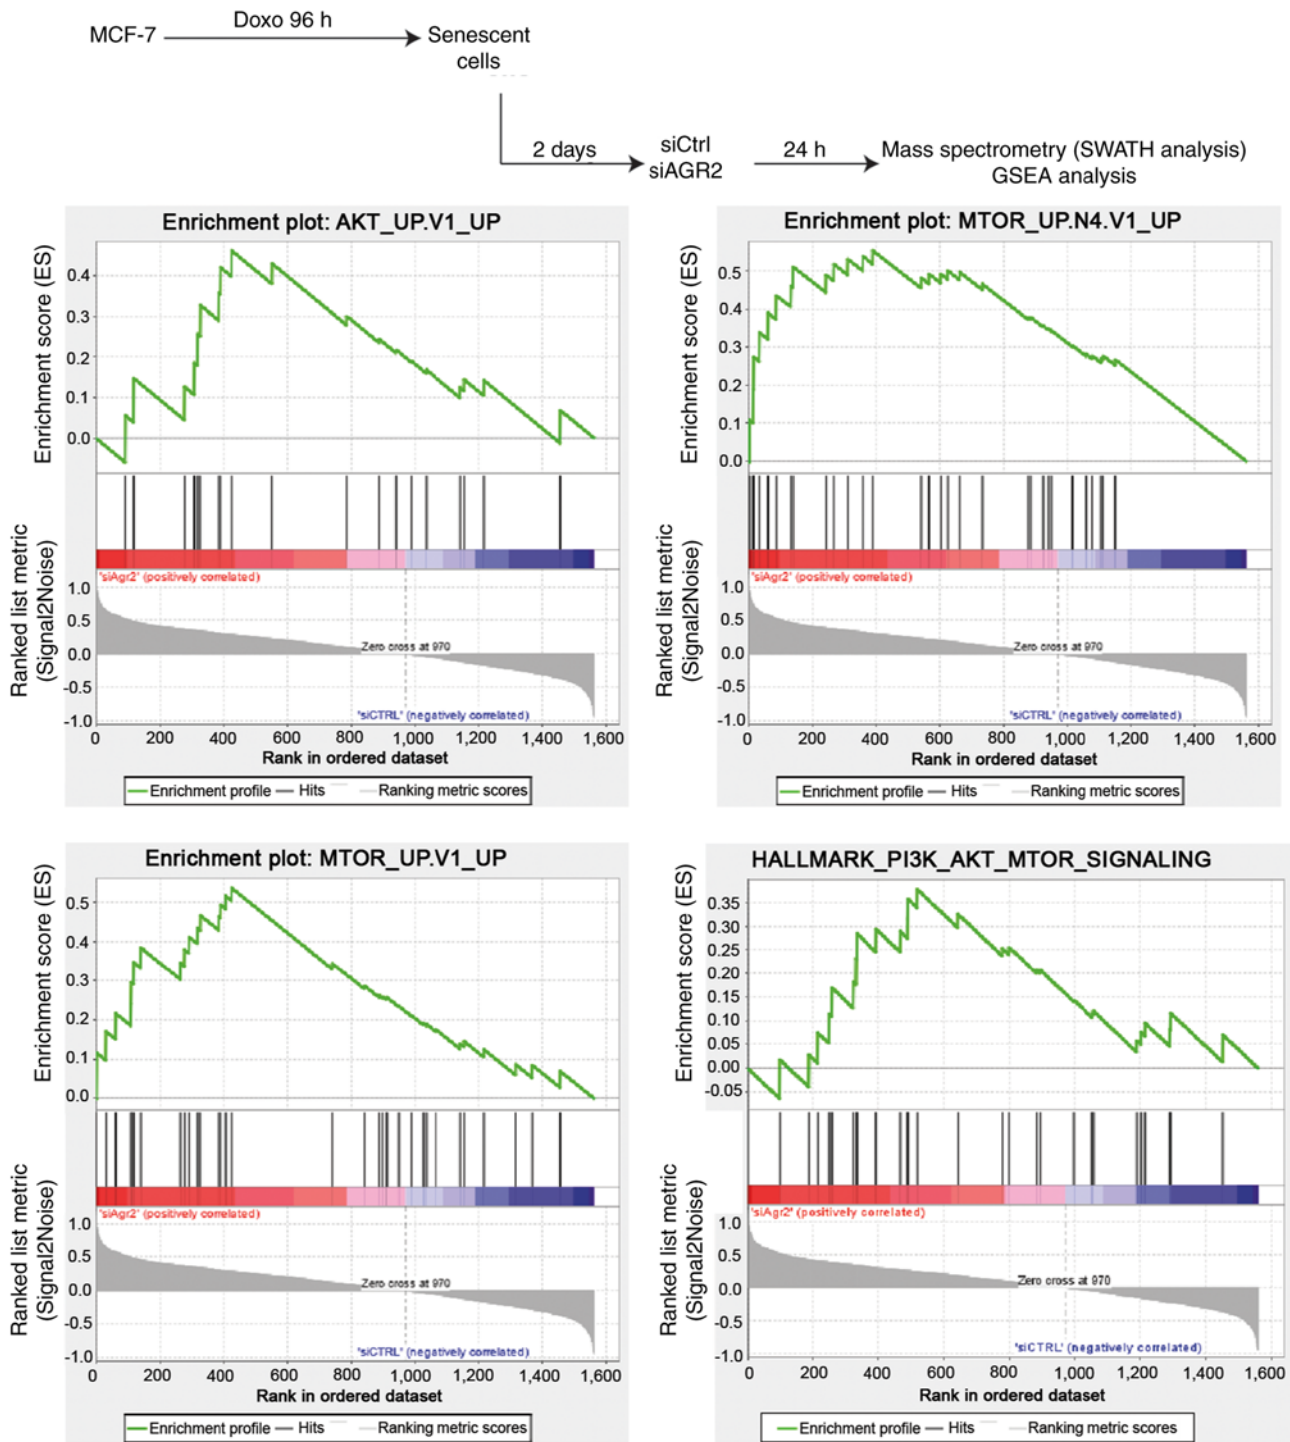 Doxo 96 h
MCF-7
Senescent
cells
2 days
siCtrl
siAGR2
24 h
Mass spectrometry (SWATH analysis)
GSEA analysis
Enrichment plot: AKT_UP.V1_UP
Enrichment score (ES)
0.4
0.3
0.2
0.1
0.0
Ranked list metric
(Signal2Noise)
'siAgr2' (positively correlated)
1.0
0.5
0.0
-0.5
-1.0
Zero cross at 970
'siCTRL' (negatively correlated)
0 200 400 600 800 1,000 1,200 1,400 1,600
Rank in ordered dataset
Enrichment profile Hits Ranking metric scores
Enrichment plot: MTOR_UP.N4.V1_UP
Enrichment score (ES)
0.5
0.4
0.3
0.2
0.1
0.0
Ranked list metric
(Signal2Noise)
'siAgr2' (positively correlated)
1.0
0.5
0.0
-0.5
-1.0
Zero cross at 970
'siCTRL' (negatively correlated)
0 200 400 600 800 1,000 1,200 1,400 1,600
Rank in ordered dataset
Enrichment profile Hits Ranking metric scores
Enrichment plot: MTOR_UP.V1_UP
Enrichment score (ES)
0.5
0.4
0.3
0.2
0.1
0.0
Ranked list metric
(Signal2Noise)
'siAgr2' (positively correlated)
1.0
0.5
0.0
-0.5
-1.0
Zero cross at 970
'siCTRL' (negatively correlated)
0 200 400 600 800 1,000 1,200 1,400 1,600
Rank in ordered dataset
Enrichment profile Hits Ranking metric scores
HALLMARK_PI3K_AKT_MTOR_SIGNALING
Enrichment score (ES)
0.35
0.30
0.25
0.20
0.15
0.10
0.05
0.00
-0.05
Ranked list metric
(Signal2Noise)
'siAgr2' (positively correlated)
1.0
0.5
0.0
-0.5
-1.0
Zero cross at 970
'siCTRL' (negatively correlated)
0 200 400 600 800 1,000 1,200 1,400 1,600
Rank in ordered dataset
Enrichment profile Hits Ranking metric scores